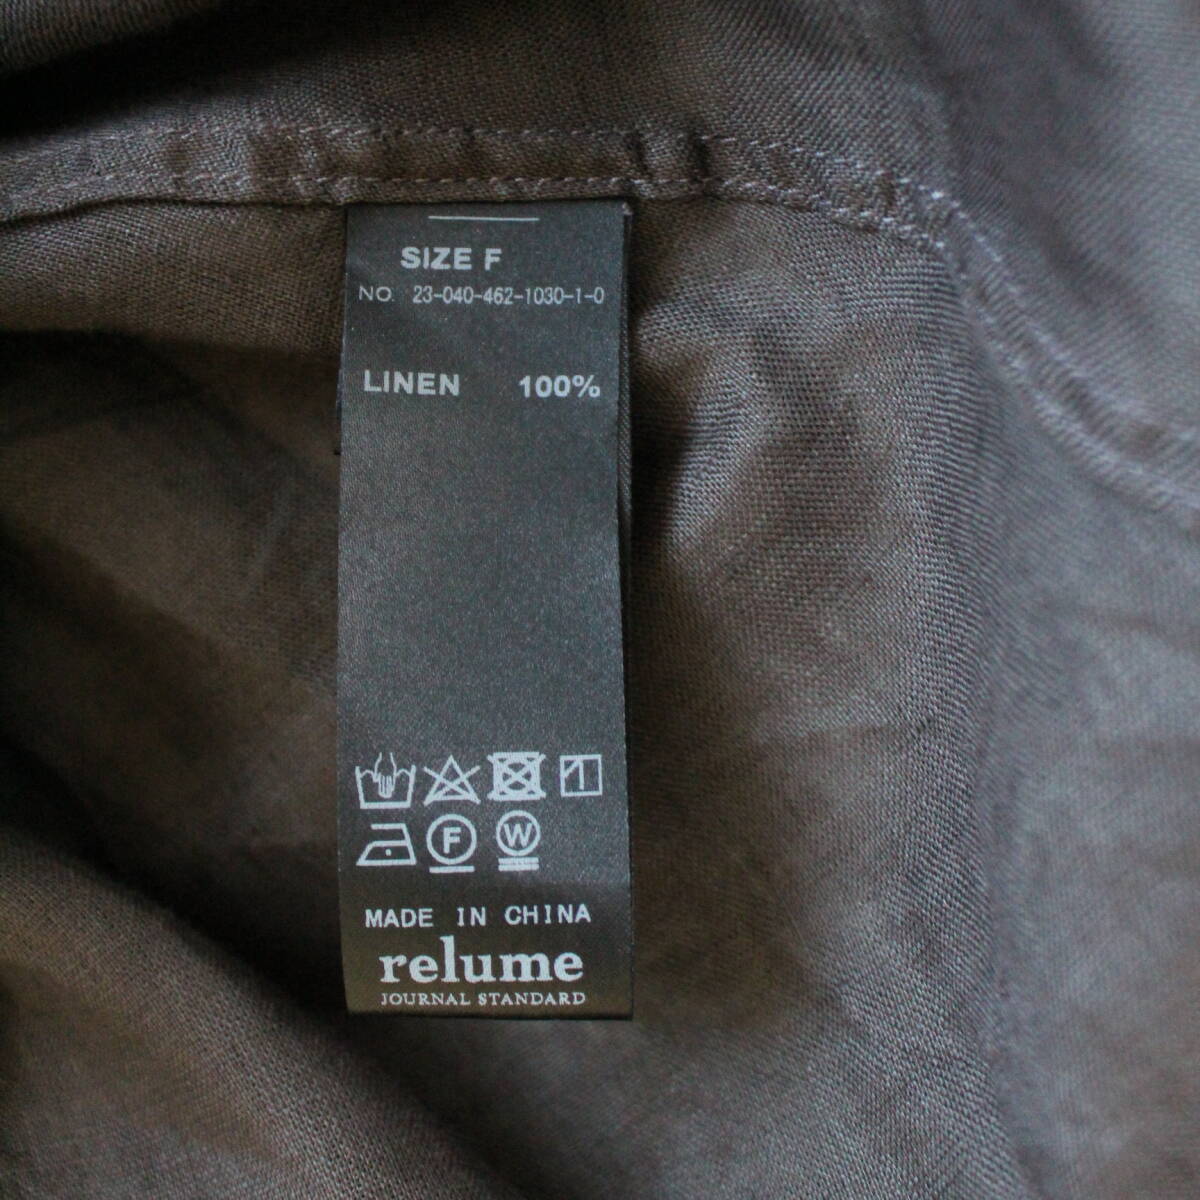 SIZE F
NO. 23-040-462-1030-1-0
LINEN 100%
F W
MADE IN CHINA
relume
JOURNAL STANDARD